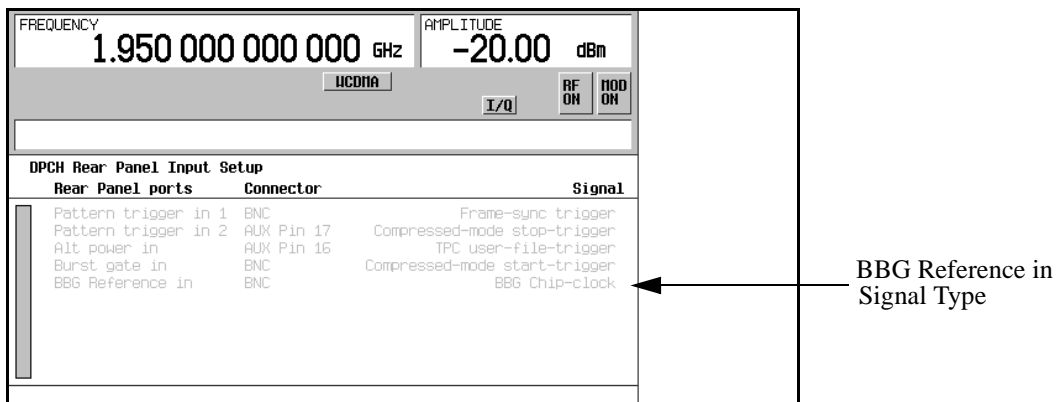 FREQUENCY
1.950 000 000 000 GHz
AMPLITUDE
-20.00 dBm
WCDMA
I/Q
RF ON
MOD ON
DPCH Rear Panel Input Setup
Rear Panel ports Connector Signal
Pattern trigger in 1 BNC Frame-sync trigger
Pattern trigger in 2 AUX Pin 17 Compressed-mode stop-trigger
Alt power in AUX Pin 16 TPC user-file-trigger
Burst gate in BNC Compressed-mode start-trigger
BBG Reference in BNC BBG Chip-clock
BBG Reference in
Signal Type